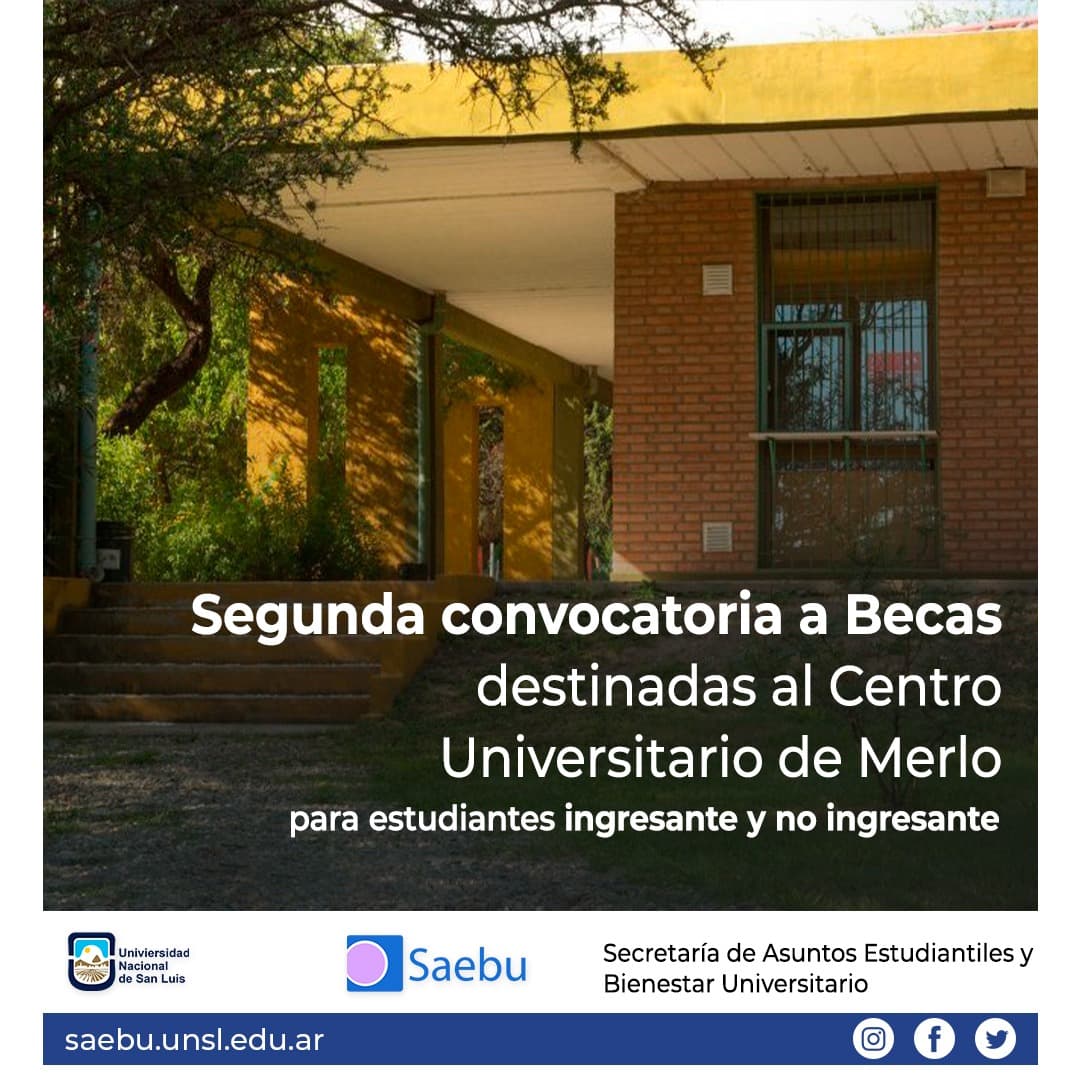 Segunda convocatoria a Becas
destinadas al Centro
Universitario de Merlo
para estudiantes ingresante y no ingresante
Univiersidad
Nacional
de San Luis
Saebu
Secretaría de Asuntos Estudiantiles y
Bienestar Universitario
saebu.unsl.edu.ar